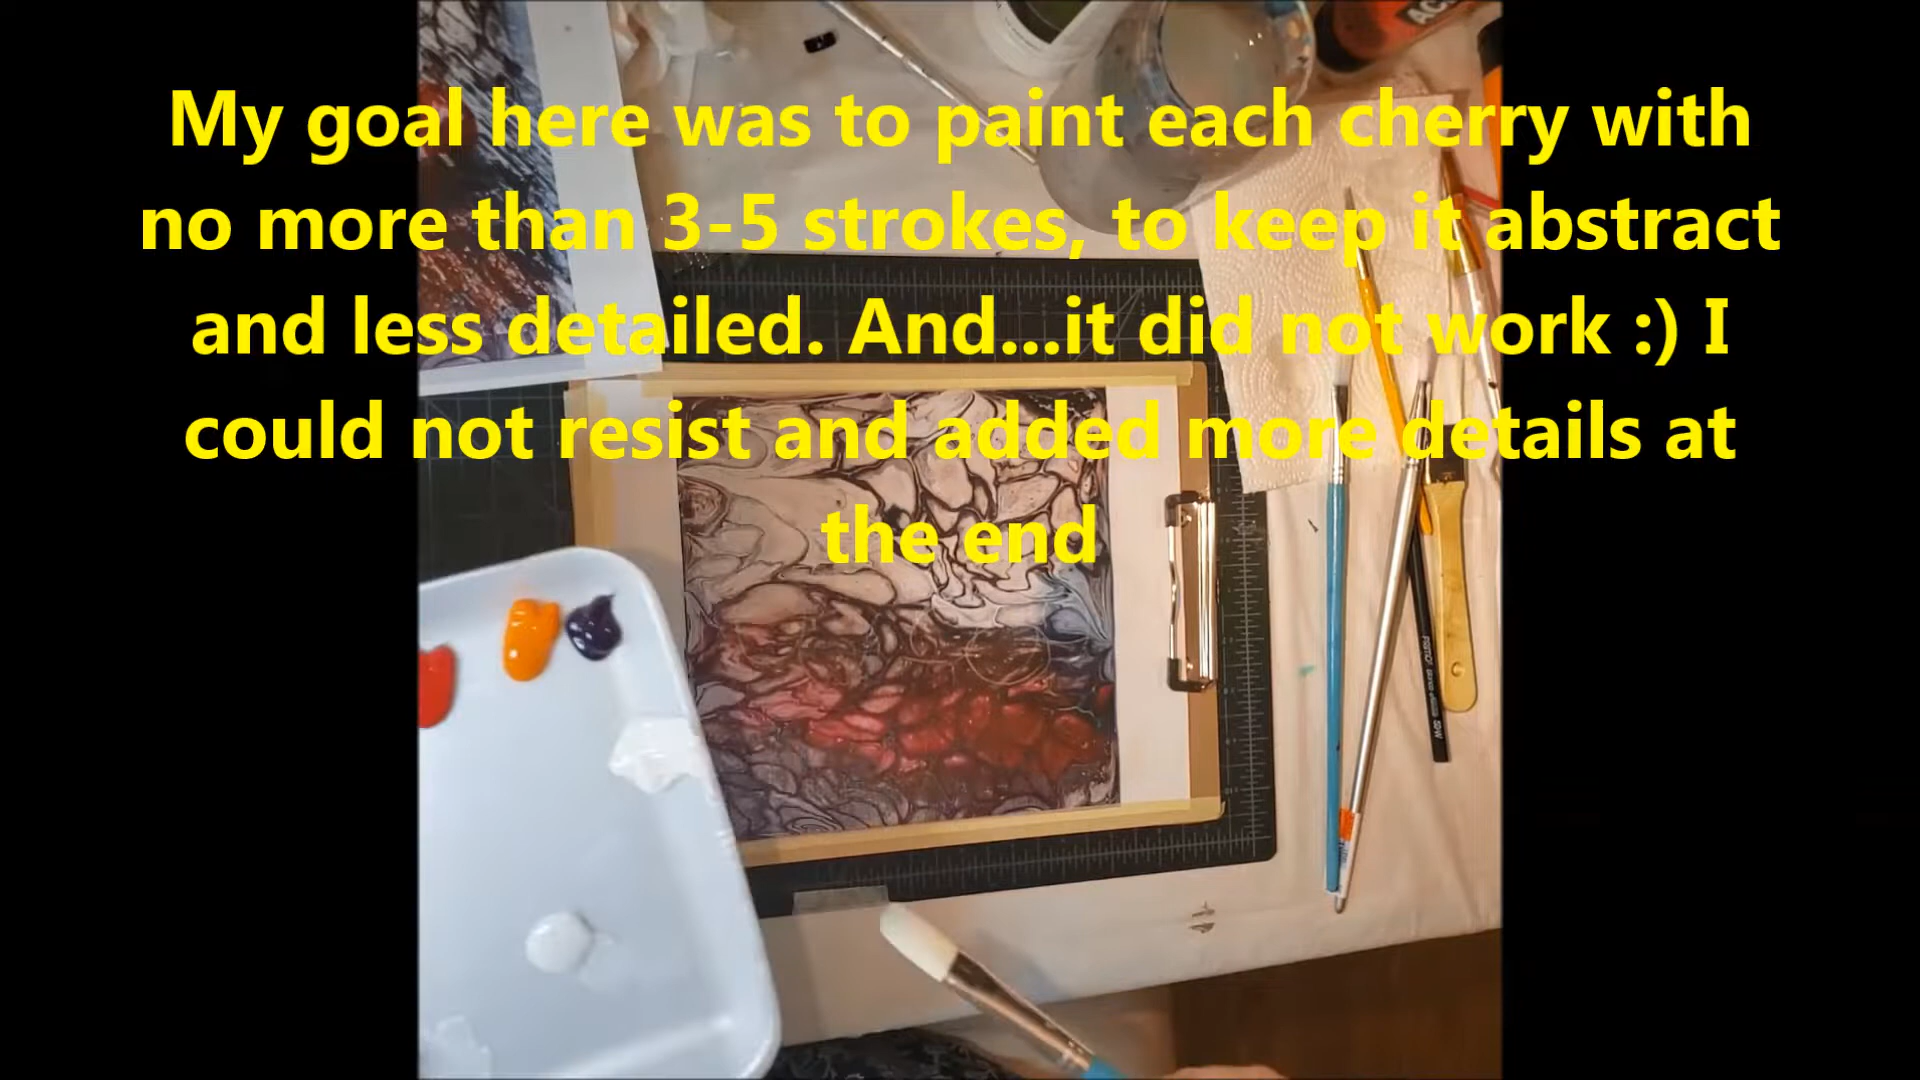 My goal here was to paint each cherry with
no more than 3-5 strokes, to keep it abstract
and less detailed. And...it did not work :) I
could not resist and added more details at
the end